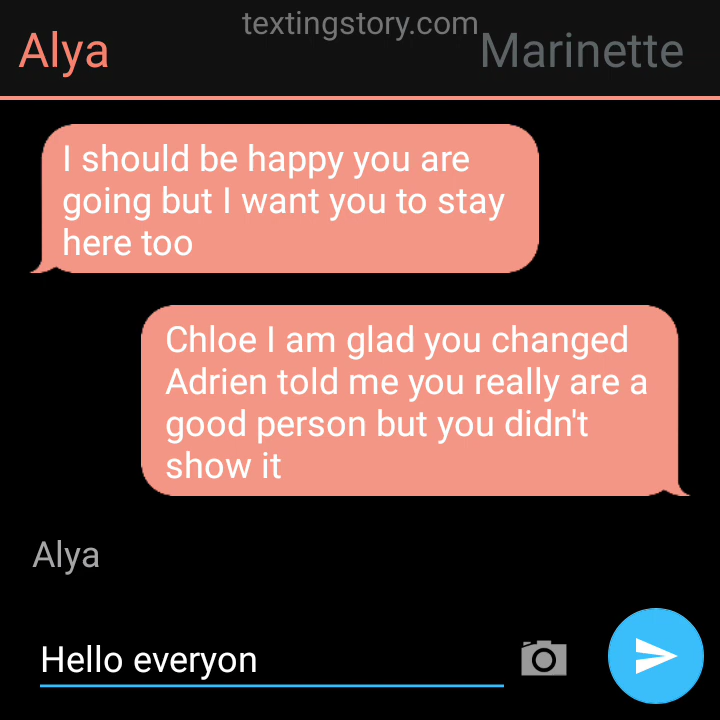 textingstory.com
Alya
Marinette
I should be happy you are
going but I want you to stay
here too
Chloe I am glad you changed
Adrien told me you really are a
good person but you didn't
show it
Alya
Hello everyon